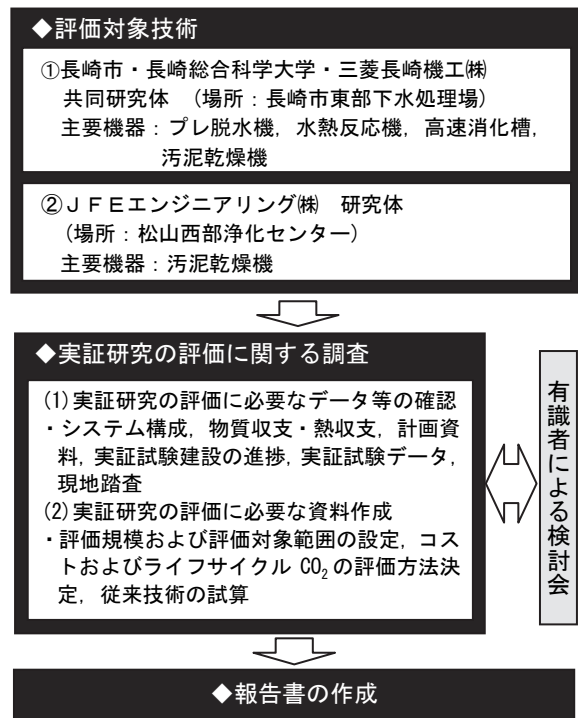 ◆評価対象技術
①長崎市・長崎総合科学大学・三菱長崎機工㈱
共同研究体 （場所：長崎市東部下水処理場）
主要機器：プレ脱水機，水熱反応機，高速消化槽，
汚泥乾燥機
②ＪＦＥエンジニアリング㈱ 研究体
（場所：松山西部浄化センター）
主要機器：汚泥乾燥機
◆実証研究の評価に関する調査
(1)実証研究の評価に必要なデータ等の確認
・システム構成，物質収支・熱収支，計画資
料，実証試験建設の進捗，実証試験データ，
現地踏査
(2)実証研究の評価に必要な資料作成
・評価規模および評価対象範囲の設定，コス
トおよびライフサイクル CO₂の評価方法決
定，従来技術の試算
有識者による検討会
◆報告書の作成